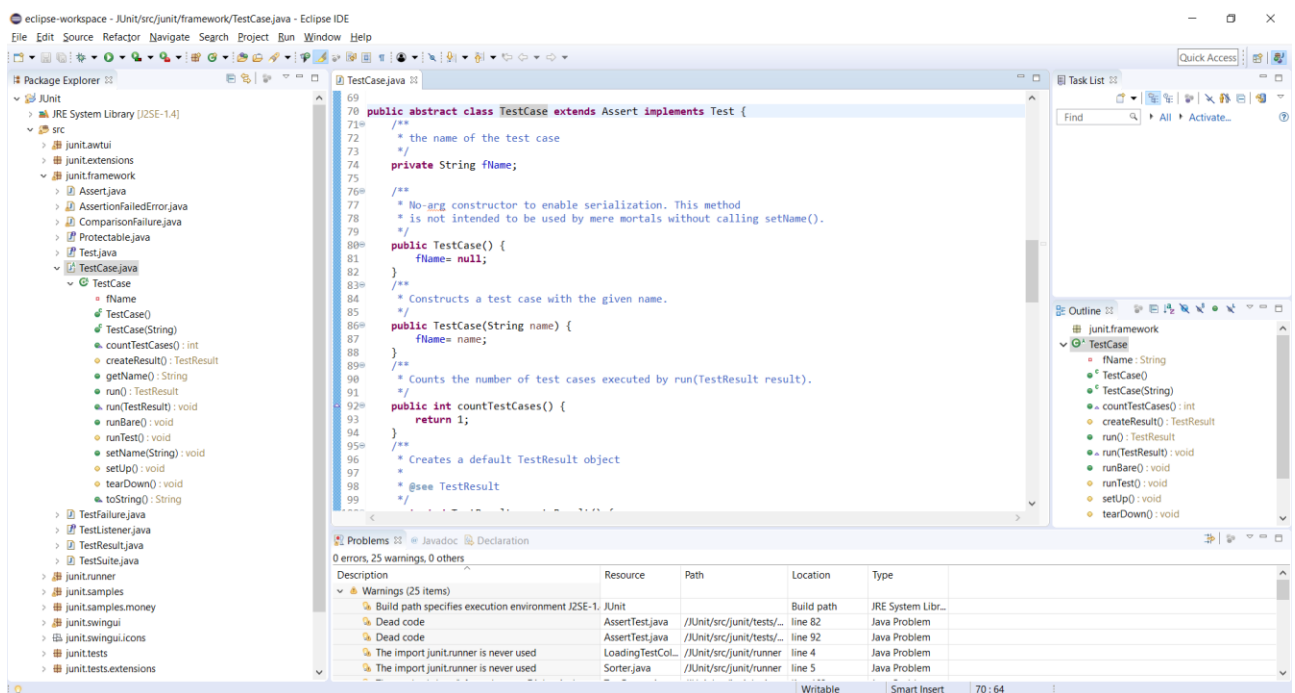 eclipse-workspace - JUnit/src/junit/framework/TestCase.java - Eclipse IDE
File Edit Source Refactor Navigate Search Project Run Window Help
Quick Access
Package Explorer
JUnit
JRE System Library [J2SE-1.4]
src
junit.awtui
junit.extensions
junit.framework
Assert.java
AssertionFailedError.java
ComparisonFailure.java
Protectable.java
Test.java
TestCase.java
TestCase
fName
TestCase()
TestCase(String)
countTestCases() : int
createResult() : TestResult
getName() : String
run() : TestResult
run(TestResult) : void
runBare() : void
runTest() : void
setName(String) : void
setUp() : void
tearDown() : void
toString() : String
TestFailure.java
TestListener.java
TestResult.java
TestSuite.java
junit.runner
junit.samples
junit.samples.money
junit.swingui
junit.swingui.icons
junit.tests
junit.tests.extensions
TestCase.java
69
70 public abstract class TestCase extends Assert implements Test {
71 /**
72 * the name of the test case
73 */
74 private String fName;
75
76 /**
77 * No-arg constructor to enable serialization. This method
78 * is not intended to be used by mere mortals without calling setName().
79 */
80 public TestCase() {
81 fName= null;
82 }
83 /**
84 * Constructs a test case with the given name.
85 */
86 public TestCase(String name) {
87 fName= name;
88 }
89 /**
90 * Counts the number of test cases executed by run(TestResult result).
91 */
92 public int countTestCases() {
93 return 1;
94 }
95 /**
96 * Creates a default TestResult object
97 *
98 * @see TestResult
99 */
Task List
Find All Activate...
Outline
junit.framework
TestCase
fName : String
TestCase()
TestCase(String)
countTestCases() : int
createResult() : TestResult
run() : TestResult
run(TestResult) : void
runBare() : void
runTest() : void
setUp() : void
tearDown() : void
Problems Javadoc Declaration
0 errors, 25 warnings, 0 others
Description Resource Path Location Type
Warnings (25 items)
Build path specifies execution environment J2SE-1. JUnit Build path JRE System Libr...
Dead code AssertTest.java /JUnit/src/junit/tests/... line 82 Java Problem
Dead code AssertTest.java /JUnit/src/junit/tests/... line 92 Java Problem
The import junit.runner is never used LoadingTestCol... /JUnit/src/junit/runner line 4 Java Problem
The import junit.runner is never used Sorter.java /JUnit/src/junit/runner line 5 Java Problem
Writable Smart Insert 70 : 64